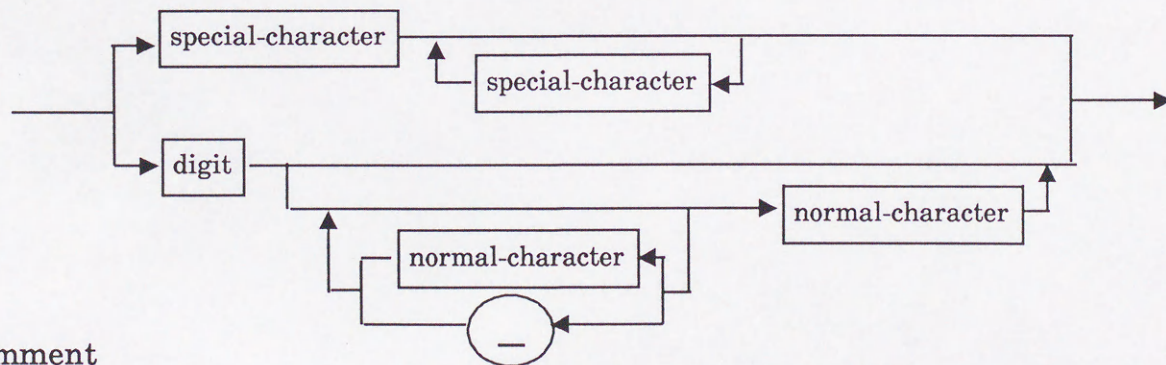 special-character
special-character
digit
normal-character
normal-character
_
mment